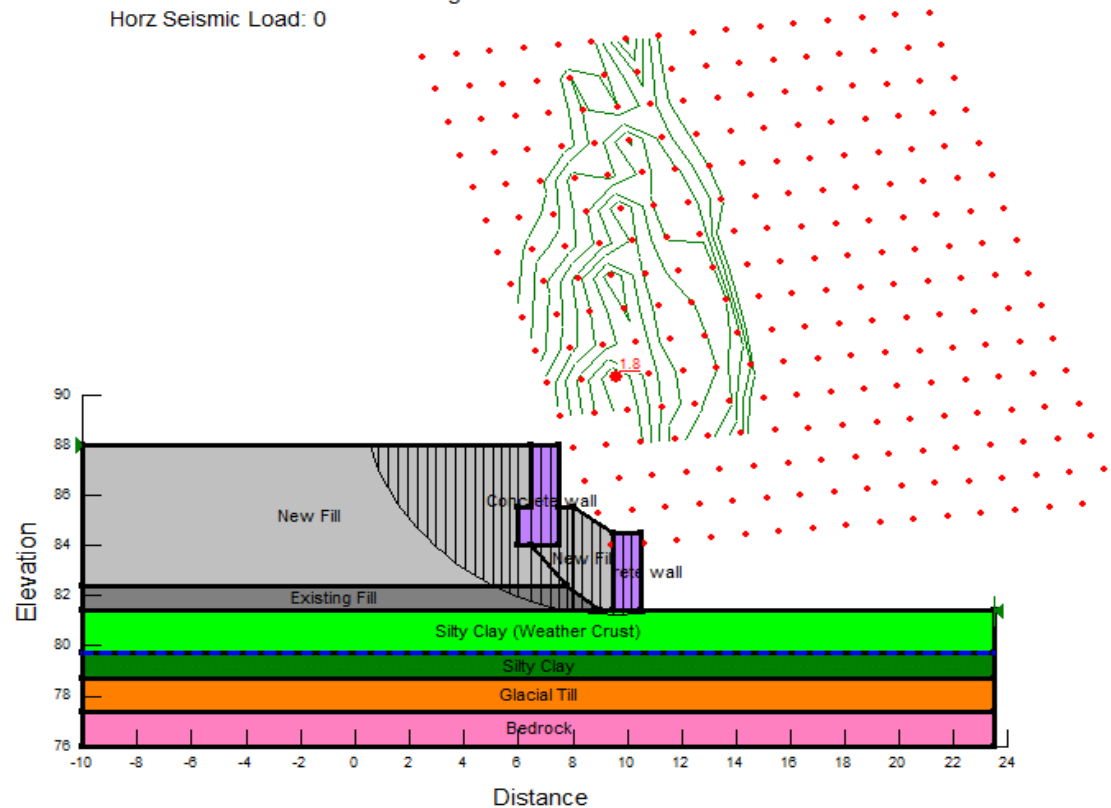 Horz Seismic Load: 0
1.8
90
88
86
84
82
80
78
76
Elevation
Concrete wall
New Fill
New Fil
rete wall
Existing Fill
Silty Clay (Weather Crust)
Silty Clay
Glacial Till
Bedrock
-10 -8 -6 -4 -2 0 2 4 6 8 10 12 14 16 18 20 22 24
Distance